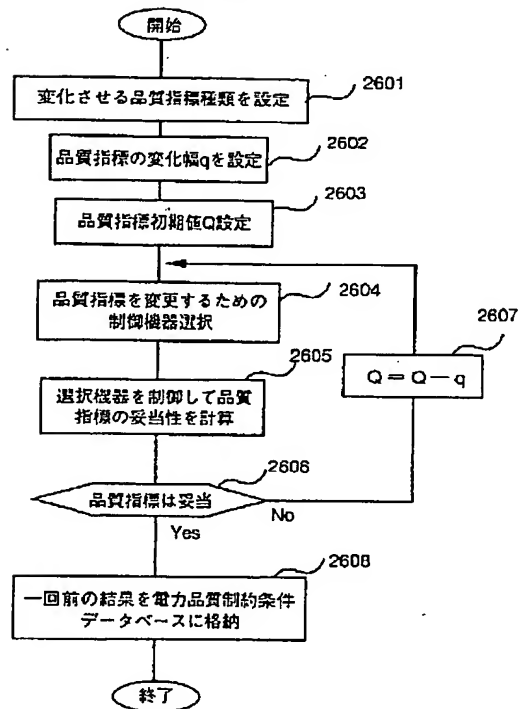 開始
変化させる品質指標種類を設定
2601
品質指標の変化幅qを設定
2602
品質指標初期値Q設定
2603
品質指標を変更するための
制御機器選択
2604
選択機器を制御して品質
指標の妥当性を計算
2605
品質指標は妥当
2606
No
Yes
Q = Q − q
2607
一回前の結果を電力品質制約条件
データベースに格納
2608
終了